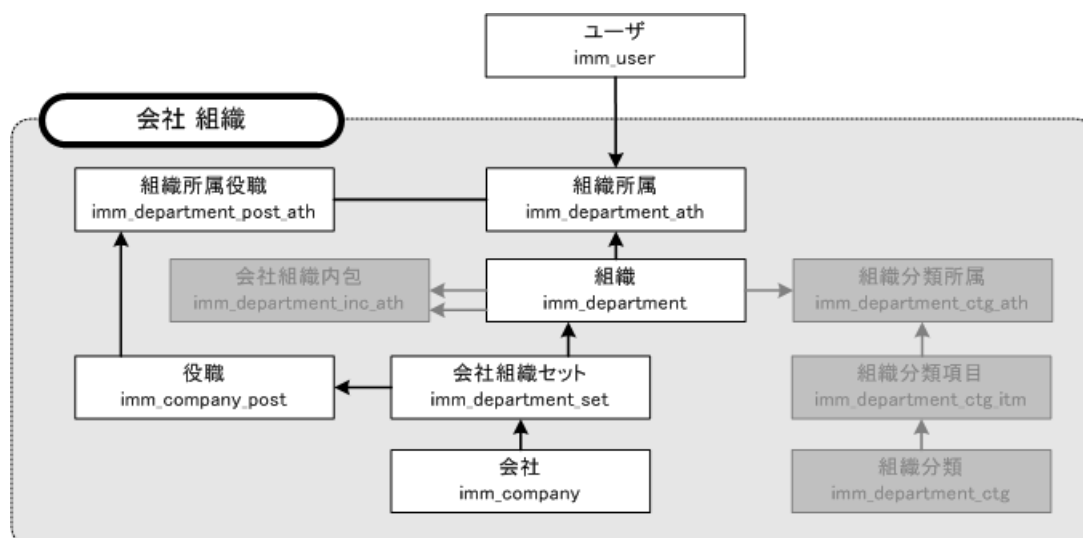 ユーザ
imm_user
会社 組織
組織所属役職
imm_department_post_ath
組織所属
imm_department_ath
会社組織内包
imm_department_inc_ath
組織
imm_department
組織分類所属
imm_department_ctg_ath
役職
imm_company_post
会社組織セット
imm_department_set
組織分類項目
imm_department_ctg_itm
会社
imm_company
組織分類
imm_department_ctg